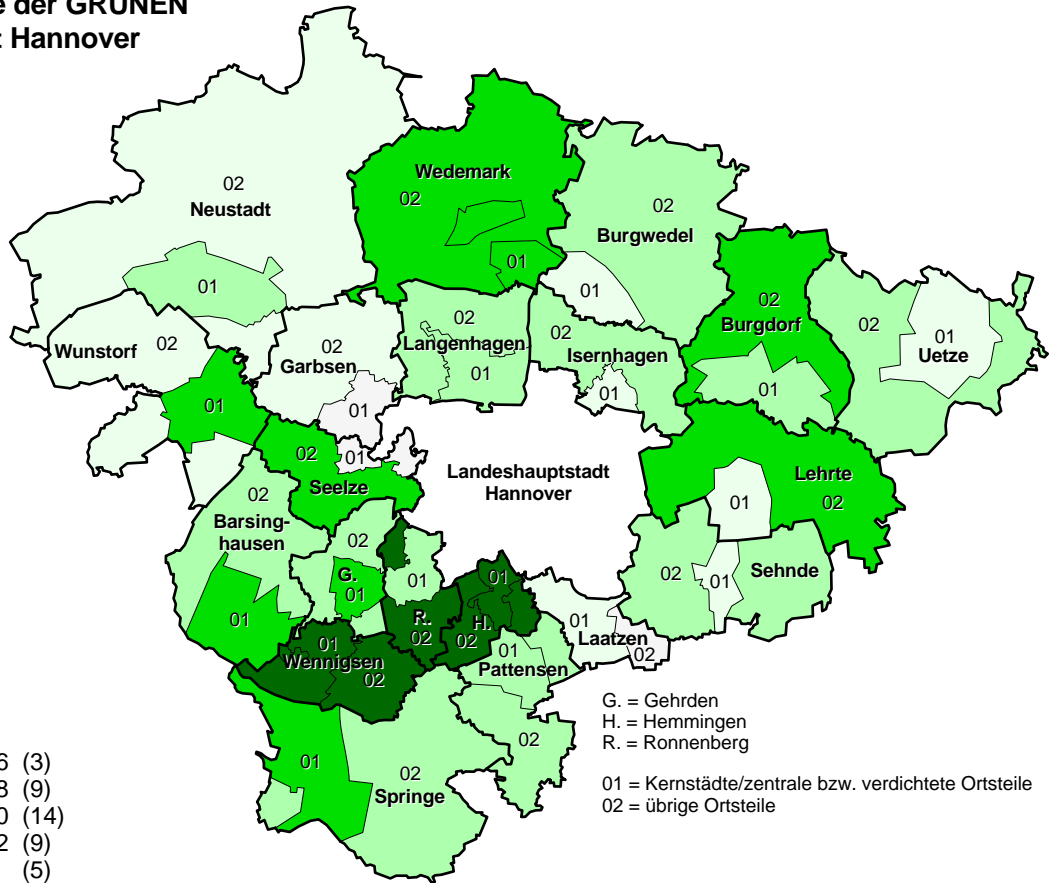 der GRÜNEN
Hannover
02
Neustadt
01
Wedemark
02
01
02
Burgwedel
01
02
Burgdorf
01
02
01
Uetze
Wunstorf 02
01
02
Garbsen
01
02
Langenhagen
01
02
Isernhagen
01
02
01
Seelze
Landeshauptstadt
Hannover
Lehrte
01
02
02
Barsing-
hausen
01
02
G.
01
01
R.
02
01
H.
02
01
Wennigsen
02
01
Laatzen
02
02
01
Sehnde
01
Pattensen
02
01
02
Springe
G. = Gehrden
H. = Hemmingen
R. = Ronnenberg
01 = Kernstädte/zentrale bzw. verdichtete Ortsteile
02 = übrige Ortsteile
6 (3)
8 (9)
0 (14)
2 (9)
(5)